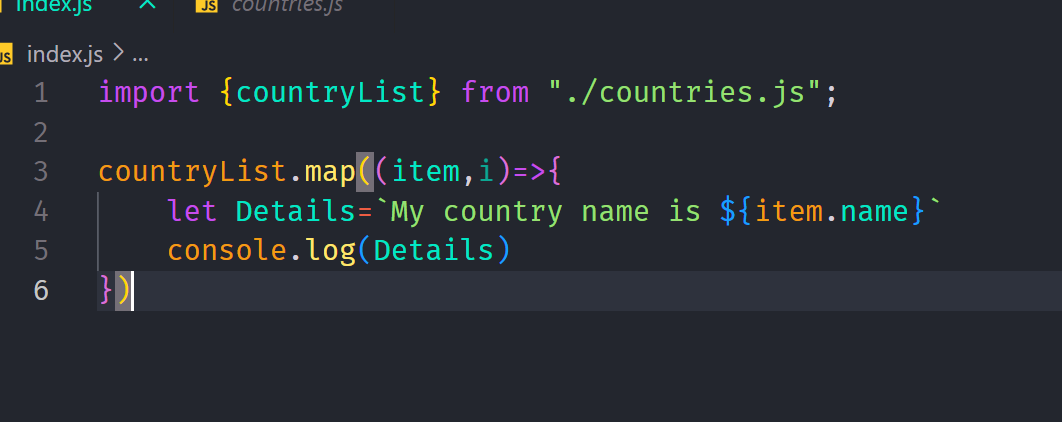 index.js
JS countries.js
JS index.js > ...
1 import {countryList} from "./countries.js";
2
3 countryList.map((item,i)=>{
4     let Details=`My country name is ${item.name}`
5     console.log(Details)
6 })